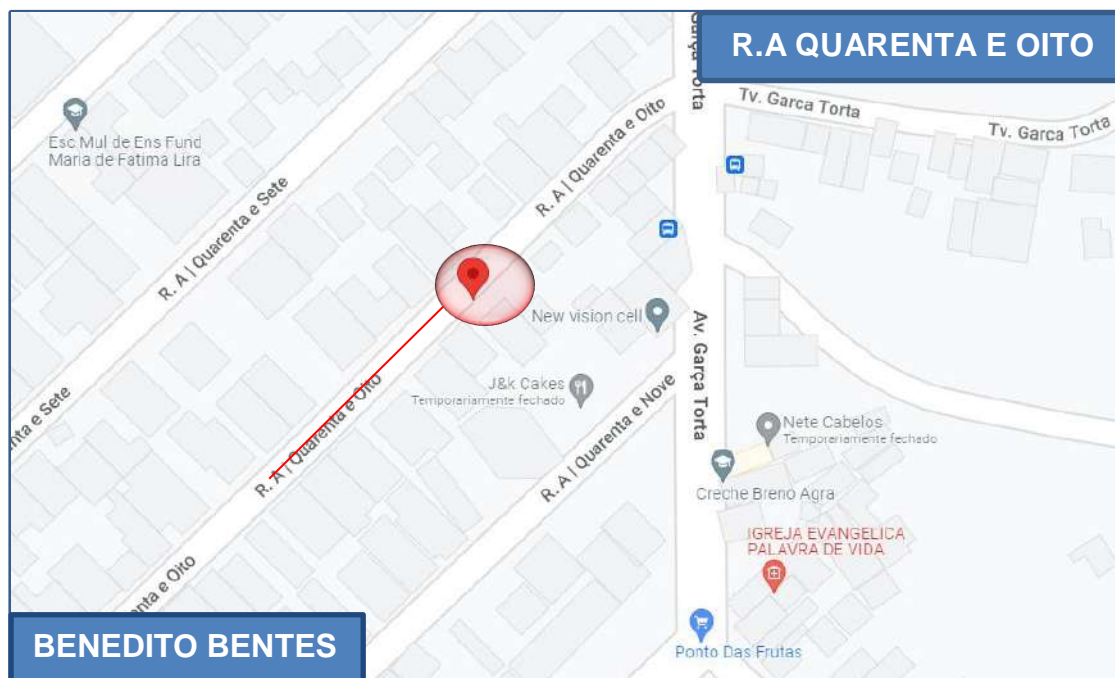 Garça Torta
R.A QUARENTA E OITO
Tv. Garca Torta
Tv. Garca Torta
Esc Mul de Ens Fund
Maria de Fatima Lira
R. A | Quarenta e Oito
R. A | Quarenta e Sete
New vision cell
Av. Garça Torta
J&k Cakes
Temporariamente fechado
R. A | Quarenta e Oito
R. A | Quarenta e Nove
nta e Sete
Nete Cabelos
Temporariamente fechado
Creche Breno Agra
IGREJA EVANGELICA
PALAVRA DE VIDA
nta e Oito
BENEDITO BENTES
Ponto Das Frutas